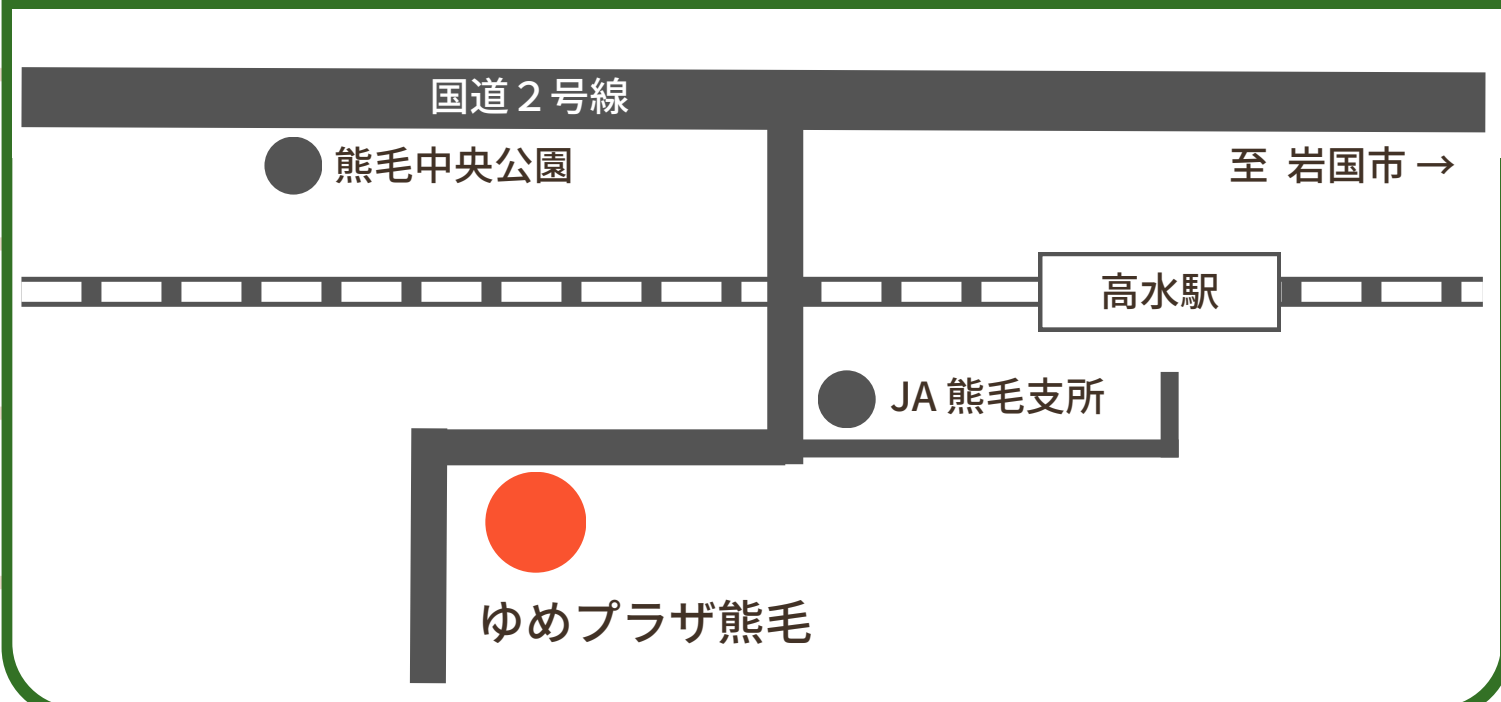 国道２号線
熊毛中央公園
至 岩国市 →
高水駅
JA 熊毛支所
ゆめプラザ熊毛